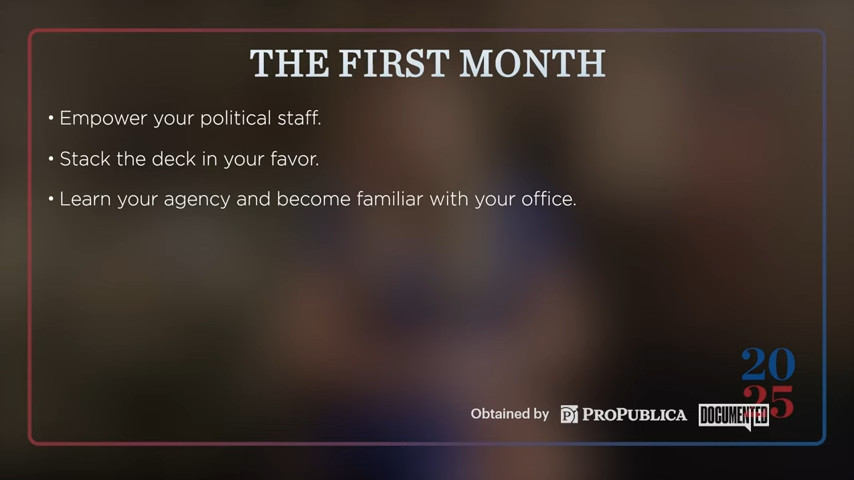 THE FIRST MONTH
• Empower your political staff.
• Stack the deck in your favor.
• Learn your agency and become familiar with your office.
20
25
Obtained by ProPublica DOCUMENTED